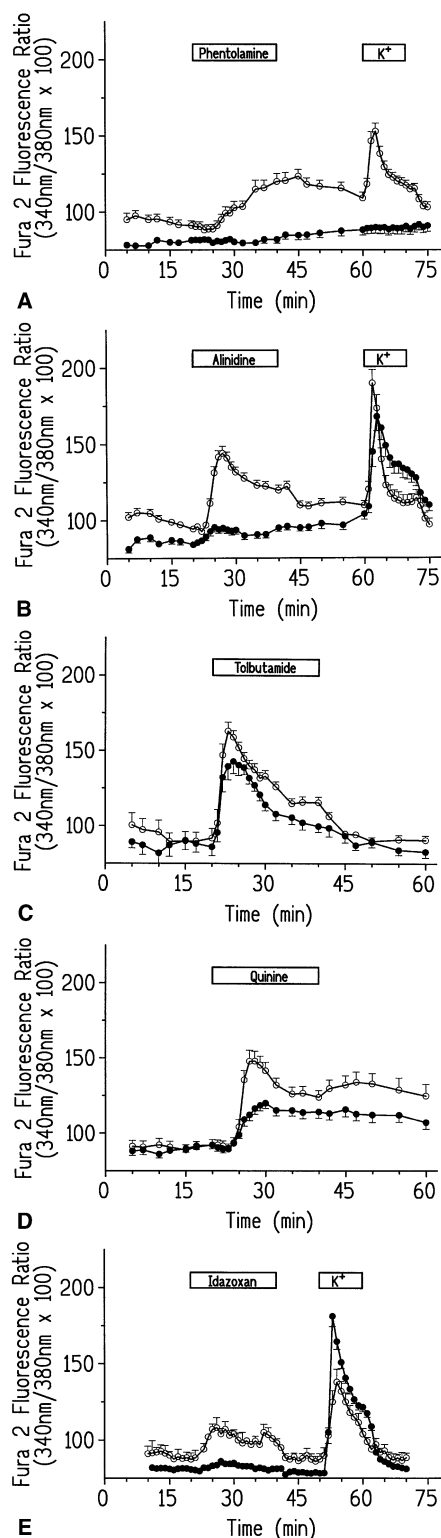 Fura 2 Fluorescence Ratio
(340nm/380nm x 100)
200
150
100
Phentolamine
K+
0 15 30 45 60 75
Time (min)
A
Fura 2 Fluorescence Ratio
(340nm/380nm x 100)
200
150
100
Alinidine
K+
0 15 30 45 60 75
Time (min)
B
Fura 2 Fluorescence Ratio
(340nm/380nm x 100)
200
150
100
Tolbutamide
0 15 30 45 60
Time (min)
C
Fura 2 Fluorescence Ratio
(340nm/380nm x 100)
200
150
100
Quinine
0 15 30 45 60
Time (min)
D
Fura 2 Fluorescence Ratio
(340nm/380nm x 100)
200
150
100
Idazoxan
K+
0 15 30 45 60 75
Time (min)
E